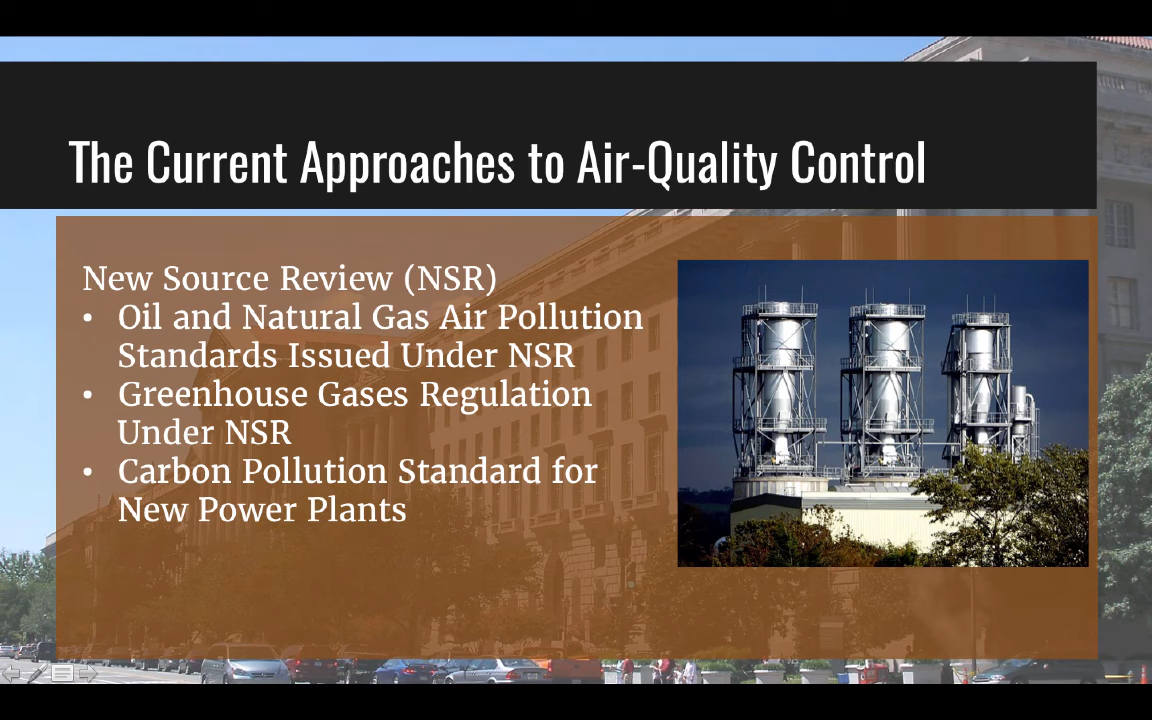 The Current Approaches to Air-Quality Control
New Source Review (NSR)
• Oil and Natural Gas Air Pollution
Standards Issued Under NSR
• Greenhouse Gases Regulation
Under NSR
• Carbon Pollution Standard for
New Power Plants